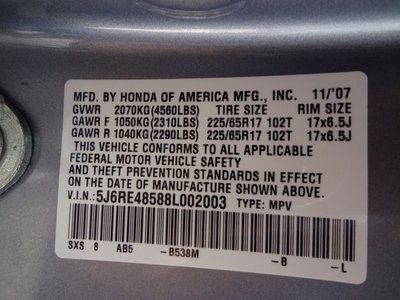 MFD. BY HONDA OF AMERICA MFG., INC. 11/'07
GVWR 2070KG(4560LBS) TIRE SIZE RIM SIZE
GAWR F 1050KG(2310LBS) 225/65R17 102T 17x6.5J
GAWR R 1040KG(2290LBS) 225/65R17 102T 17x6.5J
THIS VEHICLE CONFORMS TO ALL APPLICABLE
FEDERAL MOTOR VEHICLE SAFETY
AND THEFT PREVENTION STANDARDS IN EFFECT
ON THE DATE OF MANUFACTURE SHOWN ABOVE.
V.I.N.:5J6RE48588L002003 TYPE: MPV
SXS 8 AB5 -B538M -B -L